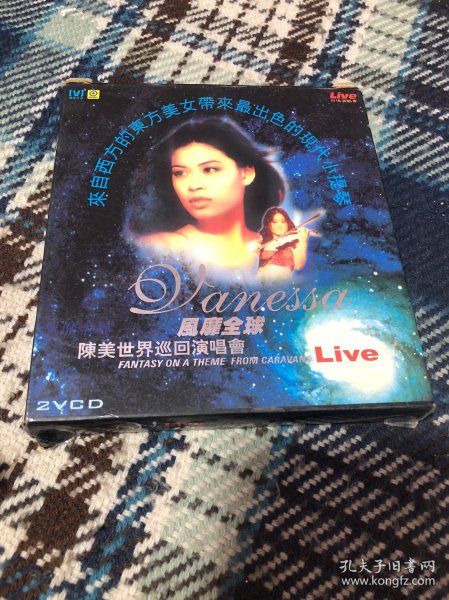 Live
來自西方的東方美女帶來最出色的現代小提琴
Vanessa
風靡全球
陳美世界巡回演唱會
Live
FANTASY ON A THEME FROM CARAVANS
2VCD
孔夫子旧书网
www.kongfz.com